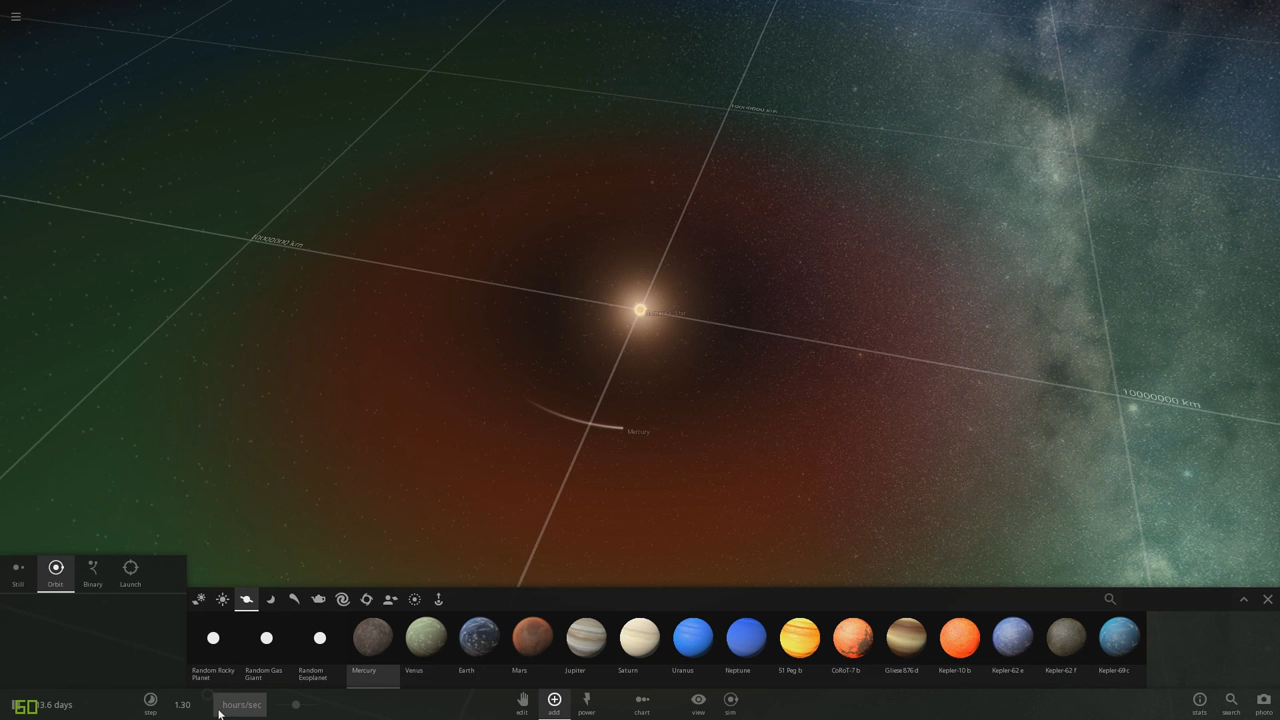 10000000 km
Mercury
Still
Orbit
Binary
Launch
Random Rocky Planet
Random Gas Giant
Random Exoplanet
Mercury
Venus
Earth
Mars
Jupiter
Saturn
Uranus
Neptune
51 Peg b
CoRoT-7 b
Gliese 876 d
Kepler-10 b
Kepler-62 e
Kepler-62 f
Kepler-69 c
60
3.6 days
step
1.30
hours/sec
edit
add
power
chart
view
sim
stats
search
photo